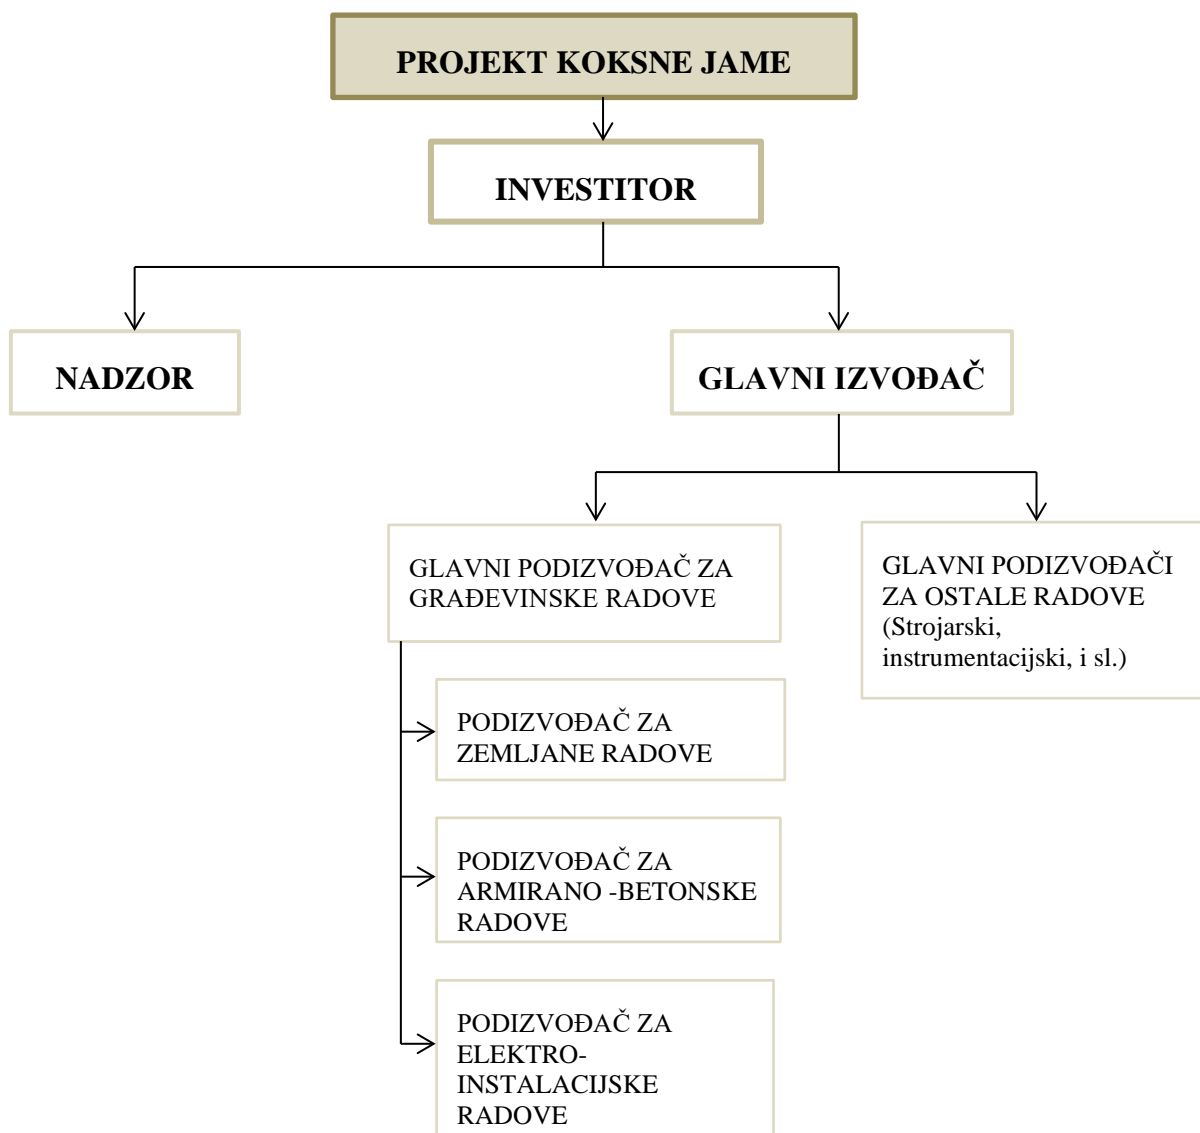 PROJEKT KOKSNE JAME
INVESTITOR
NADZOR
GLAVNI IZVOĐAČ
GLAVNI PODIZVOĐAČ ZA
GRAĐEVINSKE RADOVE
GLAVNI PODIZVOĐAČI
ZA OSTALE RADOVE
(Strojarski,
instrumentacijski, i sl.)
PODIZVOĐAČ ZA
ZEMLJANE RADOVE
PODIZVOĐAČ ZA
ARMIRANO -BETONSKE
RADOVE
PODIZVOĐAČ ZA
ELEKTRO-
INSTALACIJSKE
RADOVE